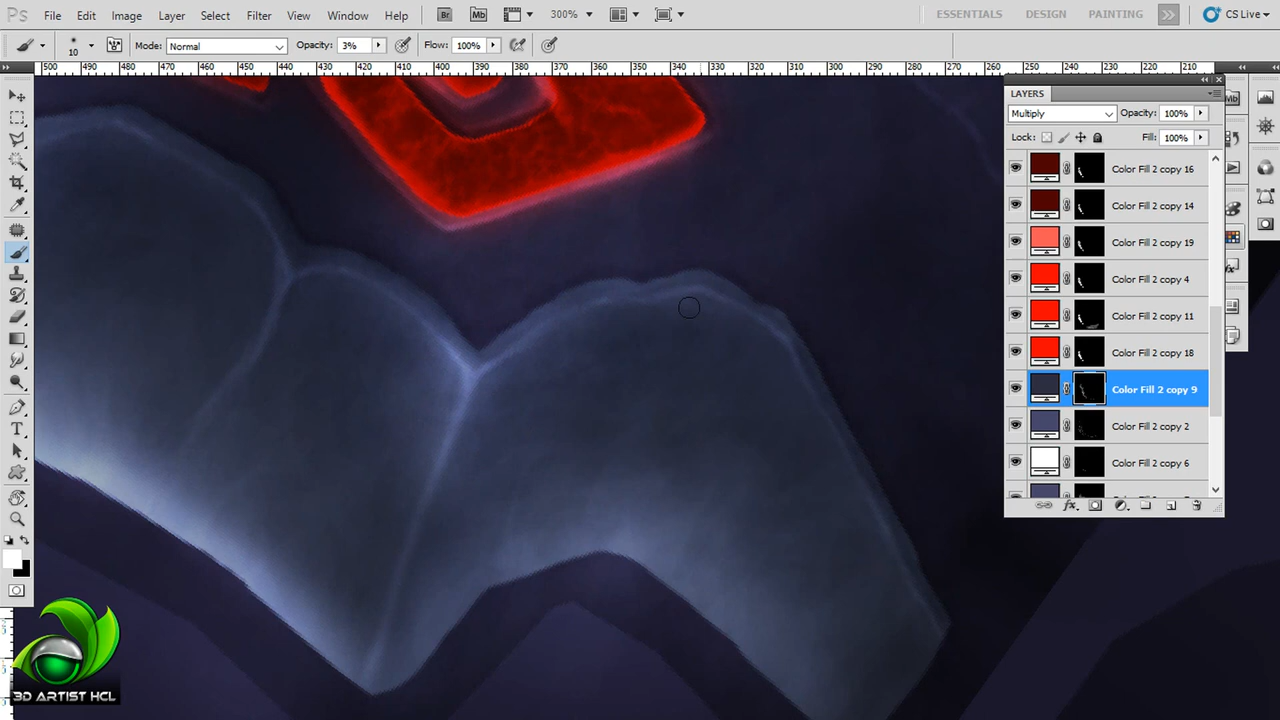 Ps File Edit Image Layer Select Filter View Window Help Br Mb 300% ESSENTIALS DESIGN PAINTING CS Live
10 Mode: Normal Opacity: 3% Flow: 100%
500 490 480 470 460 450 440 430 420 410 400 390 380 370 360 350 340 330 320 310 300 290 280 270 260 250 240 230 220 210
LAYERS
Mb
Multiply Opacity: 100%
Lock: Fill: 100%
Color Fill 2 copy 16
Color Fill 2 copy 14
Color Fill 2 copy 19
Color Fill 2 copy 4
Color Fill 2 copy 11
Color Fill 2 copy 18
Color Fill 2 copy 9
Color Fill 2 copy 2
Color Fill 2 copy 6
fx
T
3D ARTIST HCL